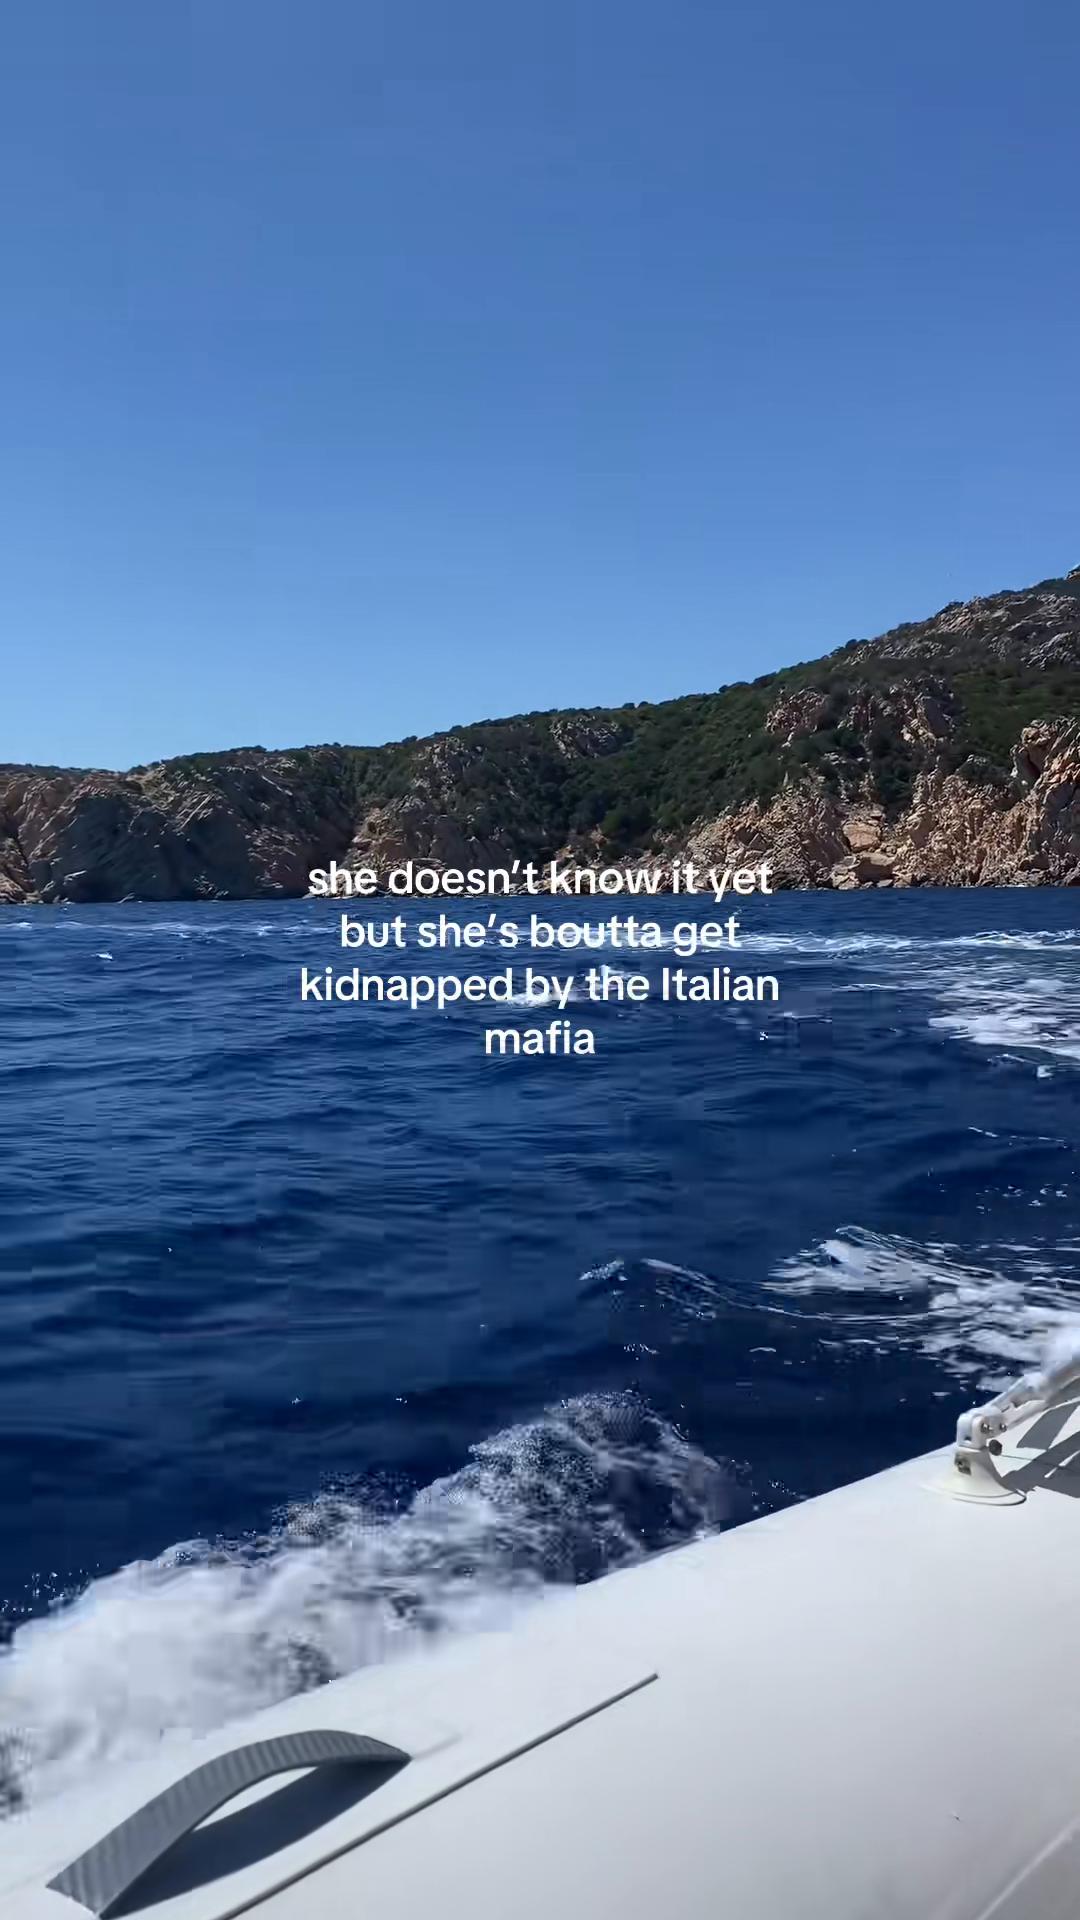 she doesn’t know it yet
but she’s boutta get
kidnapped by the Italian
mafia